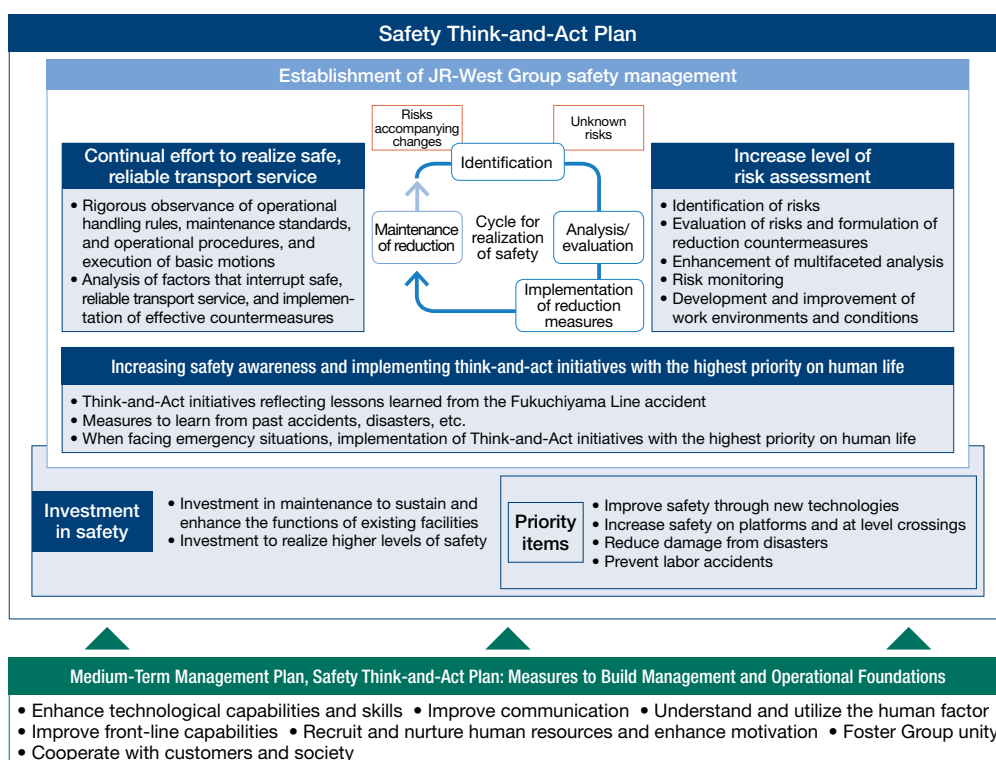 Safety Think-and-Act Plan
Establishment of JR-West Group safety management
Risks
accompanying
changes
Unknown
risks
Continual effort to realize safe,
reliable transport service
• Rigorous observance of operational
handling rules, maintenance standards,
and operational procedures, and
execution of basic motions
• Analysis of factors that interrupt safe,
reliable transport service, and implemen-
tation of effective countermeasures
Identification
Maintenance
of reduction
Cycle for
realization
of safety
Analysis/
evaluation
Implementation
of reduction
measures
Increase level of
risk assessment
• Identification of risks
• Evaluation of risks and formulation of
reduction countermeasures
• Enhancement of multifaceted analysis
• Risk monitoring
• Development and improvement of
work environments and conditions
Increasing safety awareness and implementing think-and-act initiatives with the highest priority on human life
• Think-and-Act initiatives reflecting lessons learned from the Fukuchiyama Line accident
• Measures to learn from past accidents, disasters, etc.
• When facing emergency situations, implementation of Think-and-Act initiatives with the highest priority on human life
Investment
in safety
• Investment in maintenance to sustain and
enhance the functions of existing facilities
• Investment to realize higher levels of safety
Priority
items
• Improve safety through new technologies
• Increase safety on platforms and at level crossings
• Reduce damage from disasters
• Prevent labor accidents
Medium-Term Management Plan, Safety Think-and-Act Plan: Measures to Build Management and Operational Foundations
• Enhance technological capabilities and skills • Improve communication • Understand and utilize the human factor
• Improve front-line capabilities • Recruit and nurture human resources and enhance motivation • Foster Group unity
• Cooperate with customers and society